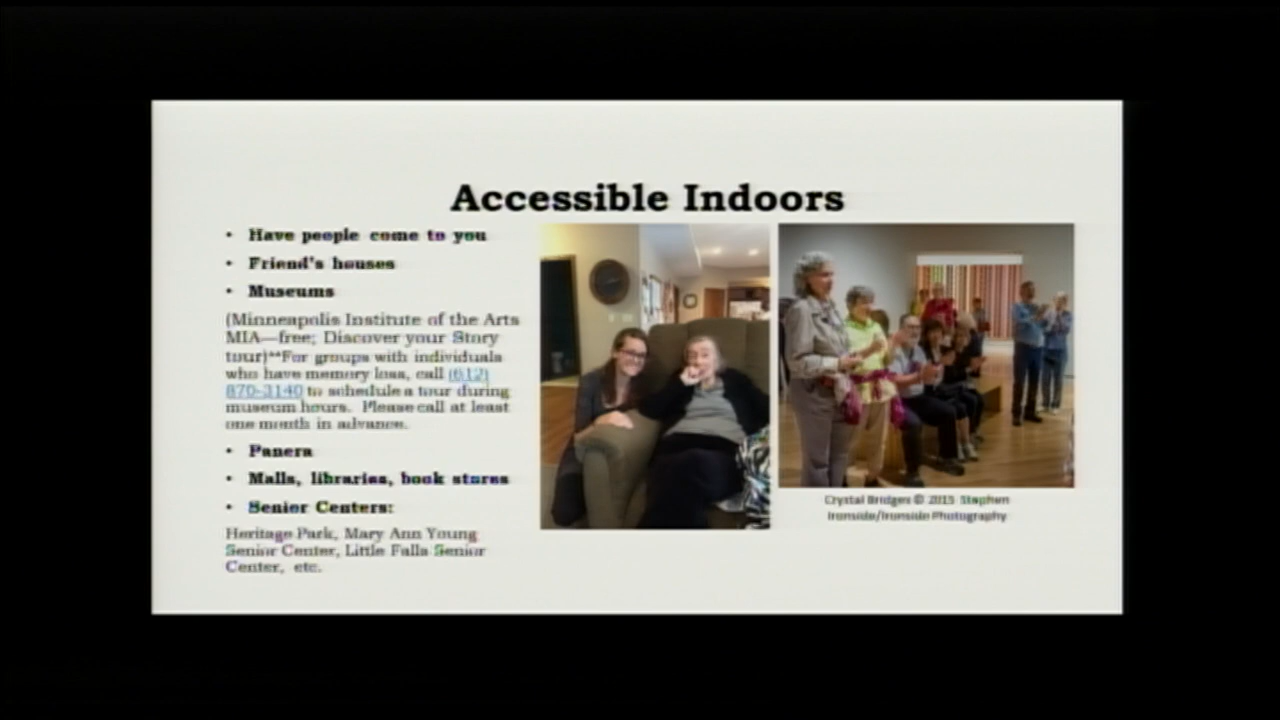 Accessible Indoors
• Have people come to you
• Friend's houses
• Museums
(Minneapolis Institute of the Arts
MIA—free; Discover your Story
tour)**For groups with individuals
who have memory loss, call (612)
870-3140 to schedule a tour during
museum hours. Please call at least
one month in advance.
• Panera
• Malls, libraries, book stores
• Senior Centers:
Heritage Park, Mary Ann Young
Senior Center, Little Falls Senior
Center, etc.
Crystal Bridges © 2015 Stephen
Ironside/Ironside Photography